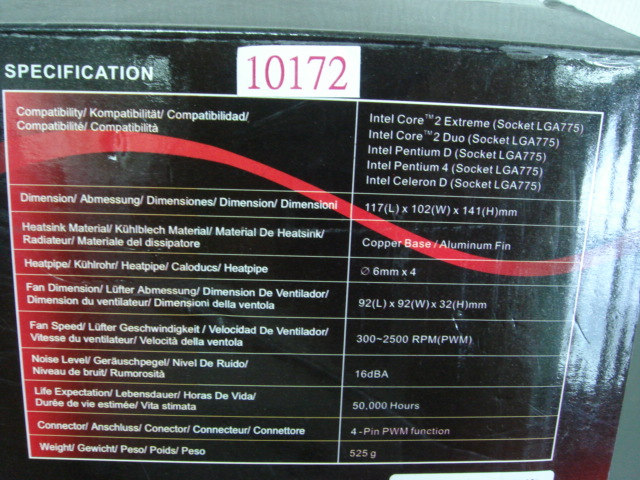 SPECIFICATION
10172
Compatibility/ Kompatibilität/ Compatibilidad/
Compatibilité/ Compatibilità
Intel Core™2 Extreme (Socket LGA775)
Intel Core™2 Duo (Socket LGA775)
Intel Pentium D (Socket LGA775)
Intel Pentium 4 (Socket LGA775)
Intel Celeron D (Socket LGA775)
Dimension/ Abmessung/ Dimensiones/ Dimension/ Dimensioni
117(L) x 102(W) x 141(H)mm
Heatsink Material/ Kühlblech Material/ Material De Heatsink/
Radiateur/ Materiale del dissipatore
Copper Base / Aluminum Fin
Heatpipe/ Kühlrohr/ Heatpipe/ Caloducs/ Heatpipe
∅ 6mm x 4
Fan Dimension/ Lüfter Abmessung/ Dimensión De Ventilador/
Dimension du ventilateur/ Dimensioni della ventola
92(L) x 92(W) x 32(H)mm
Fan Speed/ Lüfter Geschwindigkeit / Velocidad De Ventilador/
Vitesse du ventilateur/ Velocità della ventola
300~2500 RPM(PWM)
Noise Level/ Geräuschpegel/ Nivel De Ruido/
Niveau de bruit/ Rumorosità
16dBA
Life Expectation/ Lebensdauer/ Horas De Vida/
Durée de vie estimée/ Vita stimata
50,000 Hours
Connector/ Anschluss/ Conector/ Connecteur/ Connettore
4-Pin PWM function
Weight/ Gewicht/ Peso/ Poids/ Peso
525 g